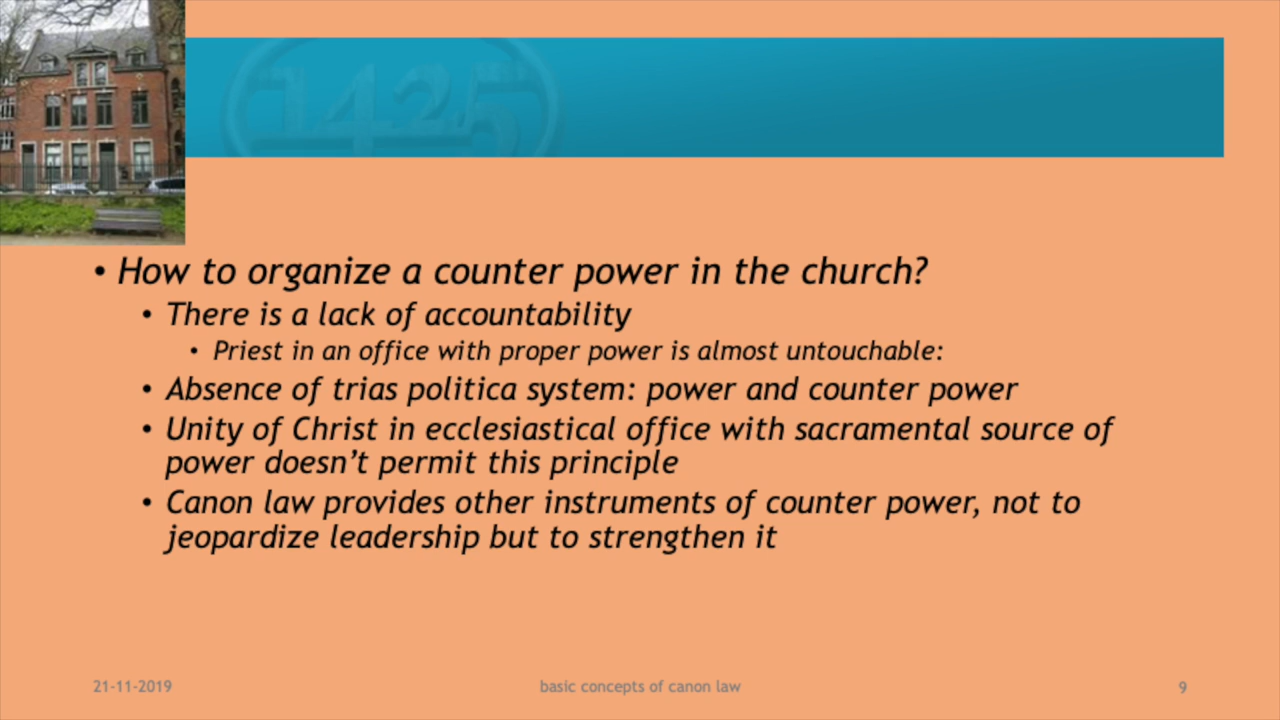 1425
• How to organize a counter power in the church?
• There is a lack of accountability
• Priest in an office with proper power is almost untouchable:
• Absence of trias politica system: power and counter power
• Unity of Christ in ecclesiastical office with sacramental source of
power doesn’t permit this principle
• Canon law provides other instruments of counter power, not to
jeopardize leadership but to strengthen it
21-11-2019
basic concepts of canon law
9